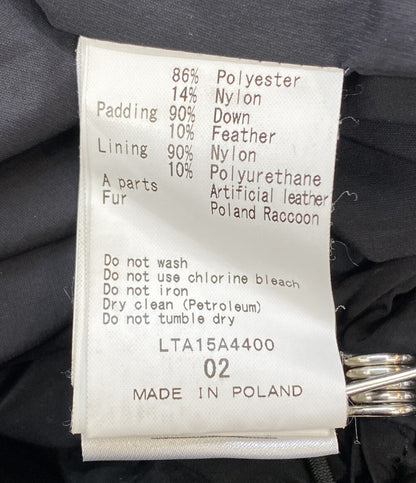 86% Polyester
14% Nylon
Padding 90% Down
10% Feather
Lining 90% Nylon
10% Polyurethane
A parts Artificial leather
Fur Poland Raccoon
Do not wash
Do not use chlorine bleach
Do not iron
Dry clean (Petroleum)
Do not tumble dry
LTA15A4400
02
MADE IN POLAND